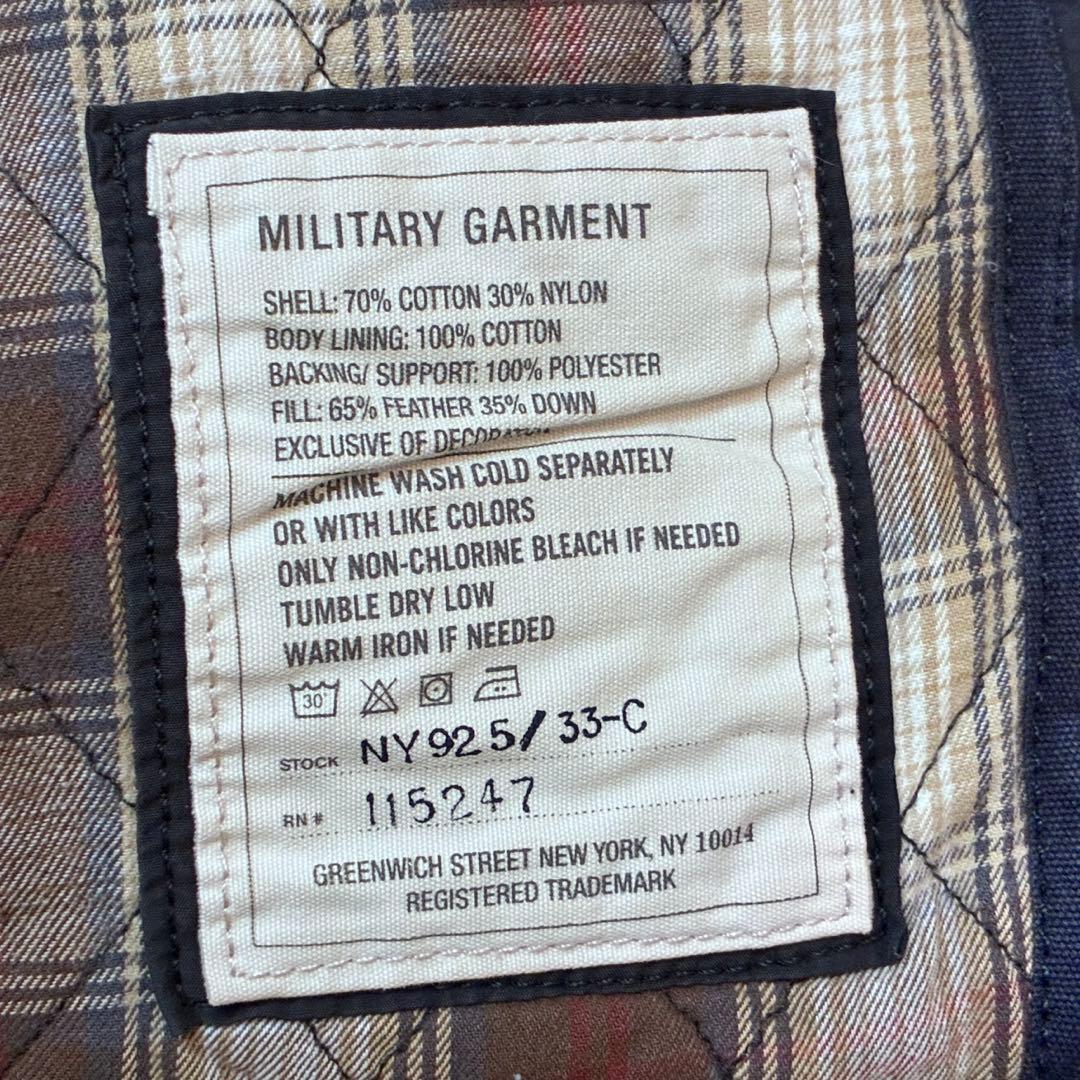 MILITARY GARMENT
SHELL: 70% COTTON 30% NYLON
BODY LINING: 100% COTTON
BACKING/ SUPPORT: 100% POLYESTER
FILL: 65% FEATHER 35% DOWN
EXCLUSIVE OF
MACHINE WASH COLD SEPARATELY
OR WITH LIKE COLORS
ONLY NON-CHLORINE BLEACH IF NEEDED
TUMBLE DRY LOW
WARM IRON IF NEEDED
30°
STOCK NY925/33-C
RN # 115247
GREENWICH STREET NEW YORK, NY 10014
REGISTERED TRADEMARK